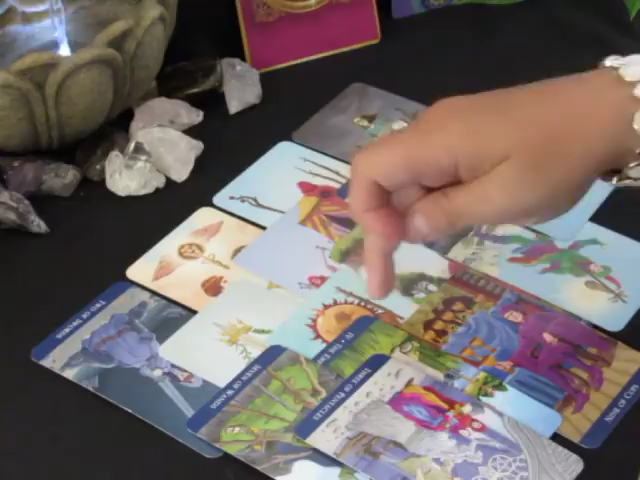 TWO OF SWORDS
SEVEN OF WANDS
THREE OF PENTACLES
NINE OF CUPS